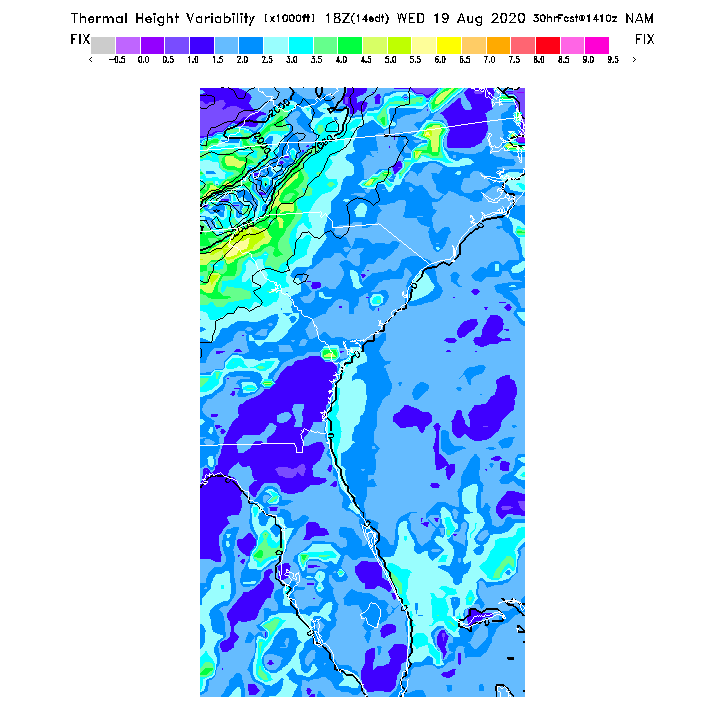 Thermal Height Variability [x1000ft] 18Z(14edt) WED 19 Aug 2020 30hrFcst@1410z NAM
FIX FIX
< -0.5 0.0 0.5 1.0 1.5 2.0 2.5 3.0 3.5 4.0 4.5 5.0 5.5 6.0 6.5 7.0 7.5 8.0 8.5 9.0 9.5 >
2000
2000
2000